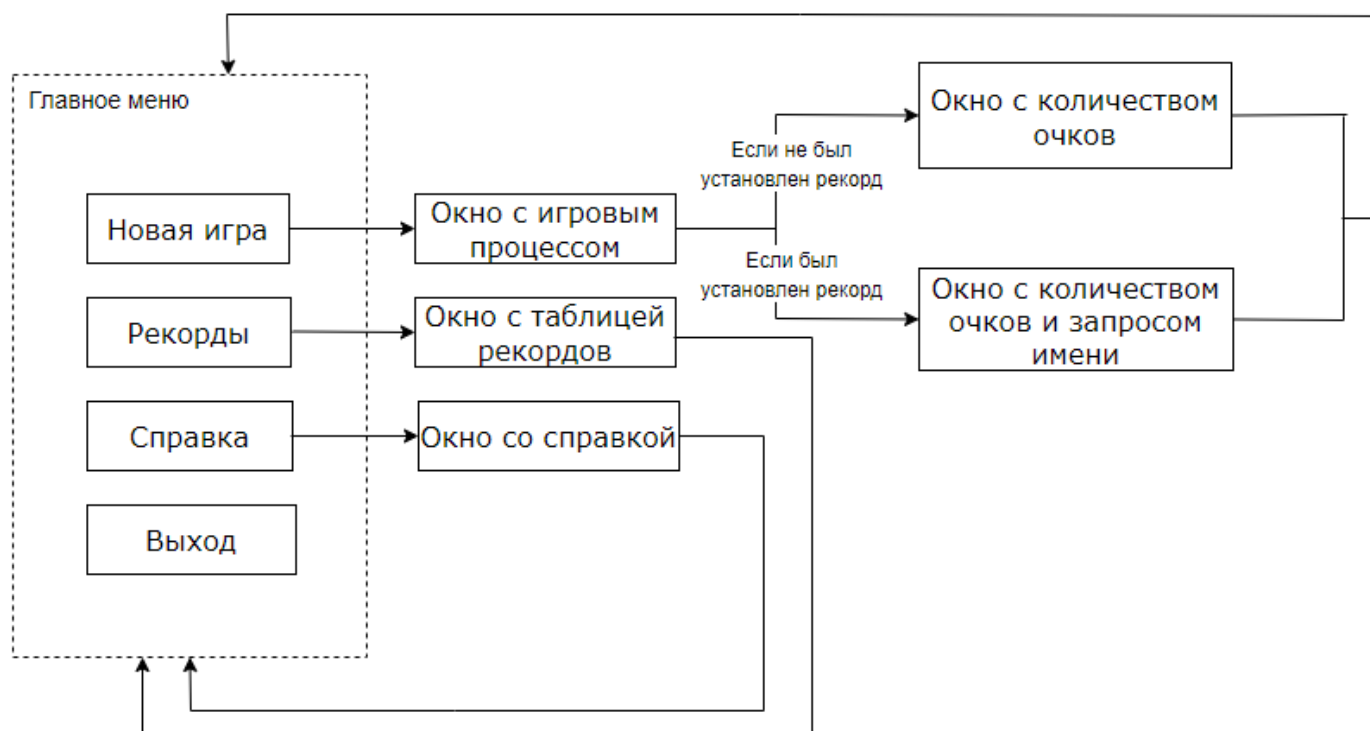 Главное меню
Новая игра
Рекорды
Справка
Выход
Окно с игровым
процессом
Окно с таблицей
рекордов
Окно со справкой
Если не был
установлен рекорд
Если был
установлен рекорд
Окно с количеством
очков
Окно с количеством
очков и запросом
имени